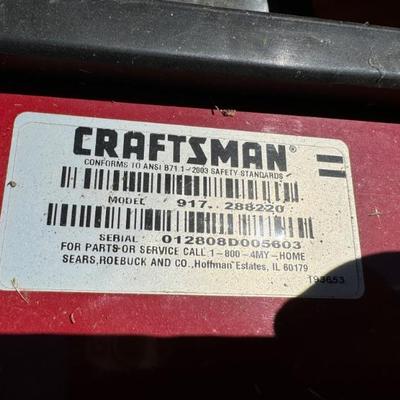 CRAFTSMAN®
CONFORMS TO ANSI B71.1-2003 SAFETY STANDARDS
MODEL 917. 288220
SERIAL 012808D005603
FOR PARTS OR SERVICE CALL 1-800-4MY-HOME
SEARS, ROEBUCK AND CO., Hoffman Estates, IL 60179